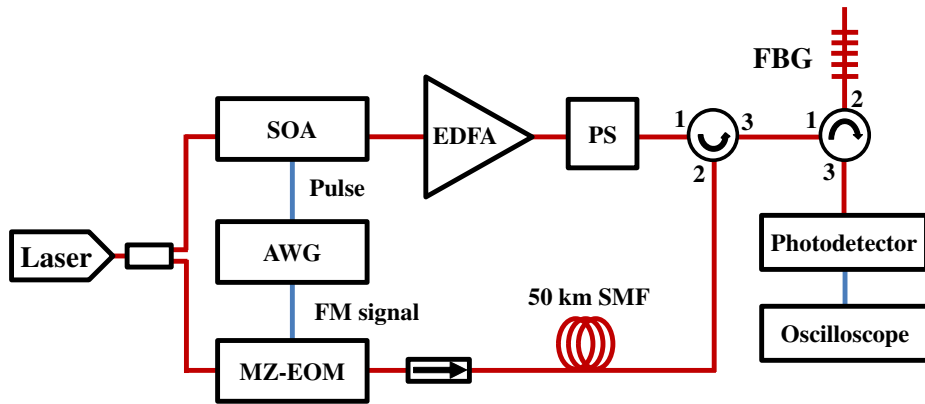 FBG
2
SOA
EDFA
PS
1
3
1
2
3
Pulse
Laser
AWG
Photodetector
FM signal
50 km SMF
Oscilloscope
MZ-EOM